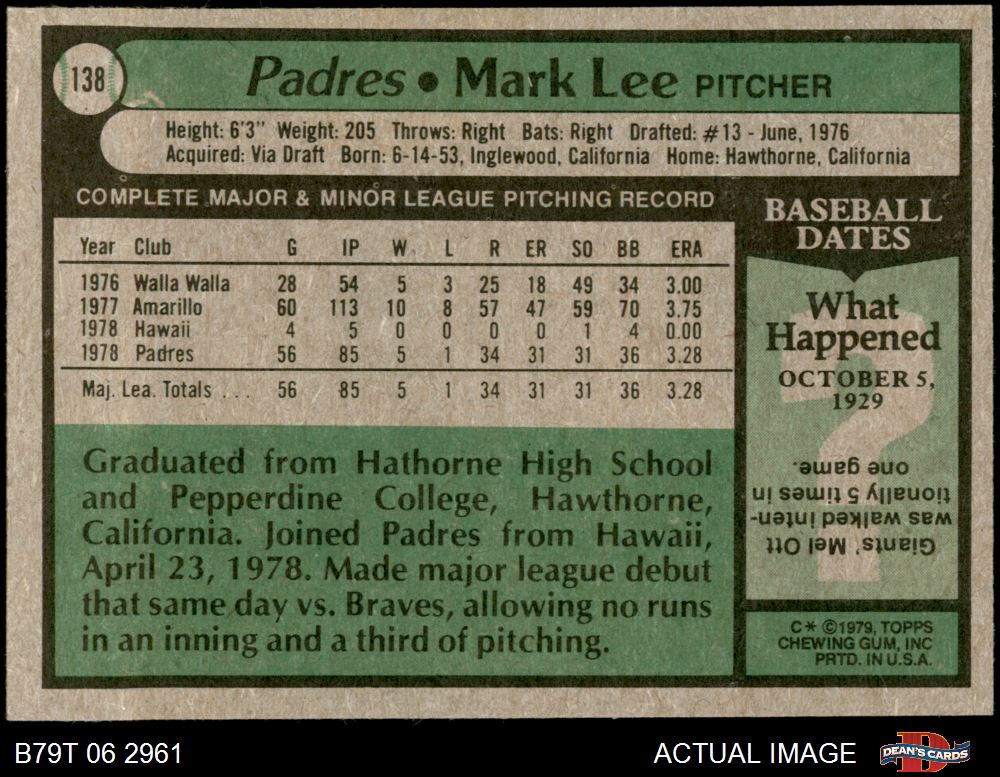 138
Padres • Mark Lee PITCHER
Height: 6'3" Weight: 205 Throws: Right Bats: Right Drafted: #13 - June, 1976
Acquired: Via Draft Born: 6-14-53, Inglewood, California Home: Hawthorne, California
COMPLETE MAJOR & MINOR LEAGUE PITCHING RECORD
Year Club G IP W L R ER SO BB ERA
1976 Walla Walla 28 54 5 3 25 18 49 34 3.00
1977 Amarillo 60 113 10 8 57 47 59 70 3.75
1978 Hawaii 4 5 0 0 0 0 1 4 0.00
1978 Padres 56 85 5 1 34 31 31 36 3.28
Maj. Lea. Totals . . . 56 85 5 1 34 31 31 36 3.28
Graduated from Hathorne High School
and Pepperdine College, Hawthorne,
California. Joined Padres from Hawaii,
April 23, 1978. Made major league debut
that same day vs. Braves, allowing no runs
in an inning and a third of pitching.
BASEBALL
DATES
What
Happened
OCTOBER 5,
1929
Giants' Mel Ott
was walked inten-
tionally 5 times in
one game.
C* ©1979, TOPPS
CHEWING GUM, INC
PRTD. IN U.S.A.
B79T 06 2961
ACTUAL IMAGE
DEAN'S CARDS